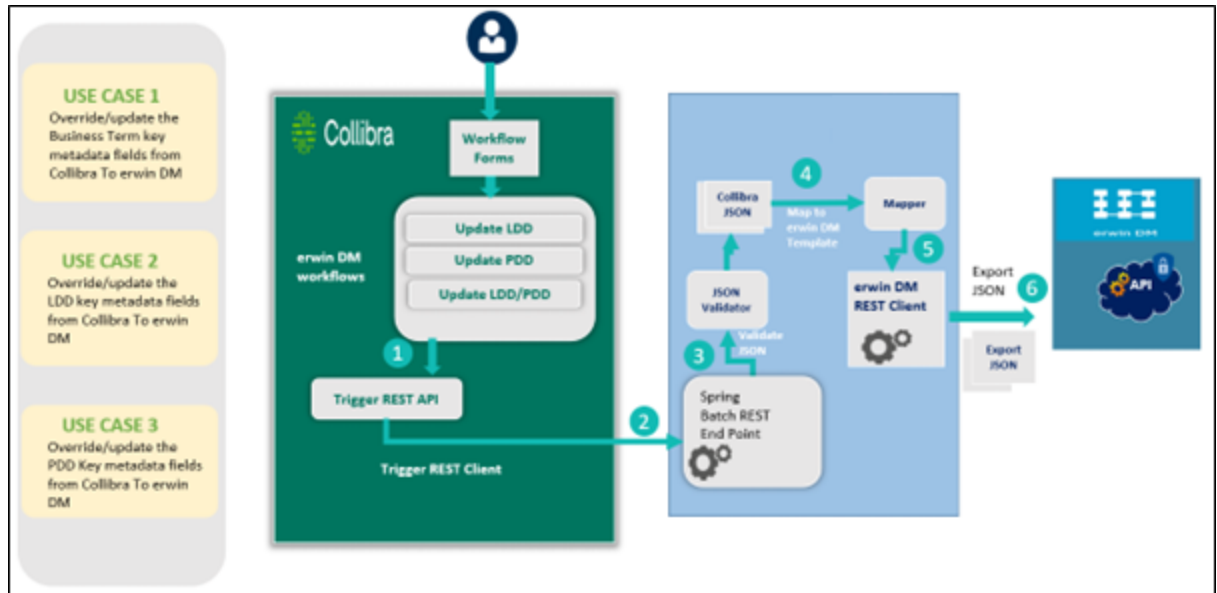 USE CASE 1
Override/update the
Business Term key
metadata fields from
Collibra To erwin DM
USE CASE 2
Override/update the
LDD key metadata fields
from Collibra To erwin
DM
USE CASE 3
Override/update the
PDD Key metadata fields
from Collibra To erwin
DM
Collibra
Workflow
Forms
erwin DM
workflows
Update LDD
Update PDD
Update LDD/PDD
1
Trigger REST API
Trigger REST Client
2
Spring
Batch REST
End Point
3
Validate
JSON
JSON
Validator
Collibra
JSON
4
Map to
erwin DM
Template
Mapper
5
erwin DM
REST Client
Export
JSON
6
Export
JSON
erwin DM
API